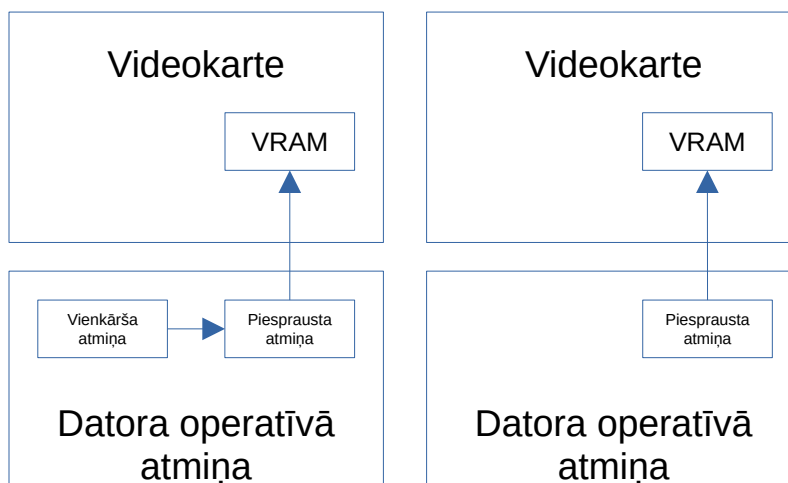 Videokarte
VRAM
Vienkārša
atmiņa
Piesprausta
atmiņa
Datora operatīvā
atmiņa
Videokarte
VRAM
Piesprausta
atmiņa
Datora operatīvā
atmiņa